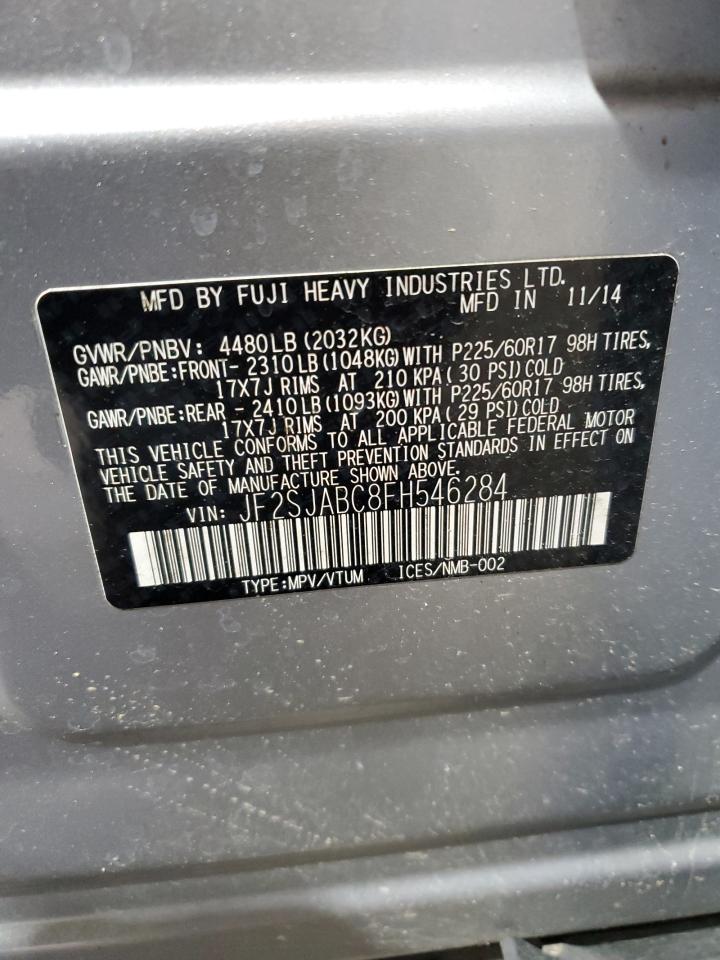 MFD BY FUJI HEAVY INDUSTRIES LTD.
MFD IN 11/14
GVWR/PNBV: 4480LB (2032KG)
GAWR/PNBE:FRONT- 2310LB (1048KG) WITH P225/60R17 98H TIRES,
17X7J RIMS AT 210 KPA ( 30 PSI) COLD
GAWR/PNBE:REAR - 2410LB (1093KG) WITH P225/60R17 98H TIRES,
17X7J RIMS AT 200 KPA ( 29 PSI) COLD
THIS VEHICLE CONFORMS TO ALL APPLICABLE FEDERAL MOTOR
VEHICLE SAFETY AND THEFT PREVENTION STANDARDS IN EFFECT ON
THE DATE OF MANUFACTURE SHOWN ABOVE.
VIN: JF2SJABC8FH546284
TYPE:MPV/VTUM ICES/NMB-002